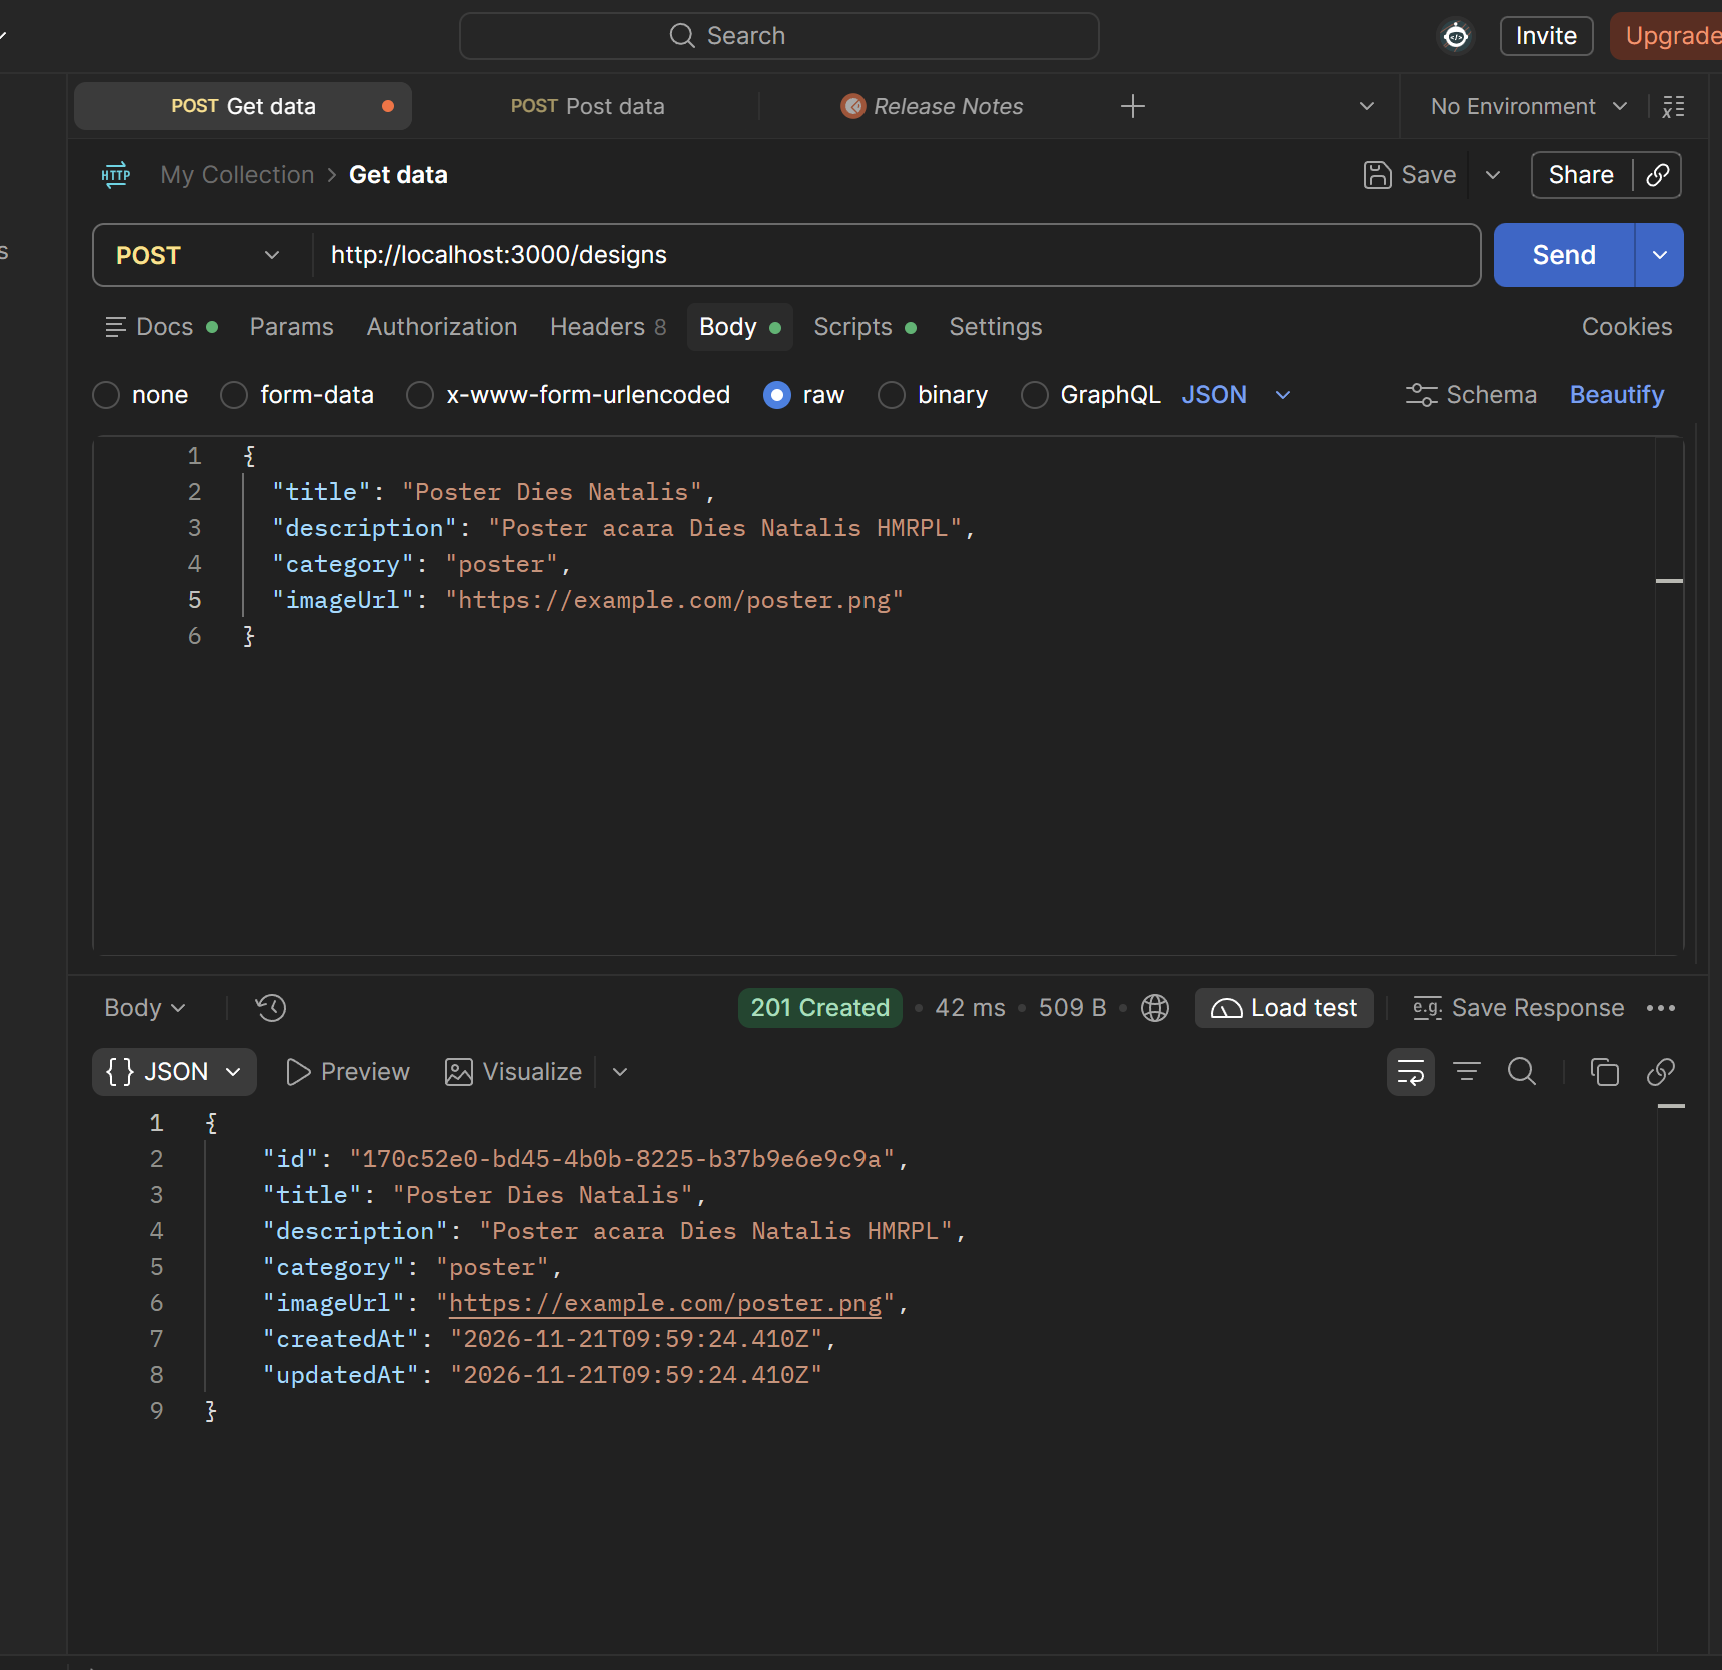 Search
Invite
Upgrade
POST Get data
POST Post data
Release Notes
No Environment
HTTP My Collection > Get data
Save
Share
POST http://localhost:3000/designs
Send
Docs Params Authorization Headers 8 Body Scripts Settings Cookies
none form-data x-www-form-urlencoded raw binary GraphQL JSON Schema Beautify
1 {
2 "title": "Poster Dies Natalis",
3 "description": "Poster acara Dies Natalis HMRPL",
4 "category": "poster",
5 "imageUrl": "https://example.com/poster.png"
6 }
Body 201 Created • 42 ms • 509 B • Load test e.g. Save Response
{} JSON Preview Visualize
1 {
2 "id": "170c52e0-bd45-4b0b-8225-b37b9e6e9c9a",
3 "title": "Poster Dies Natalis",
4 "description": "Poster acara Dies Natalis HMRPL",
5 "category": "poster",
6 "imageUrl": "https://example.com/poster.png",
7 "createdAt": "2026-11-21T09:59:24.410Z",
8 "updatedAt": "2026-11-21T09:59:24.410Z"
9 }